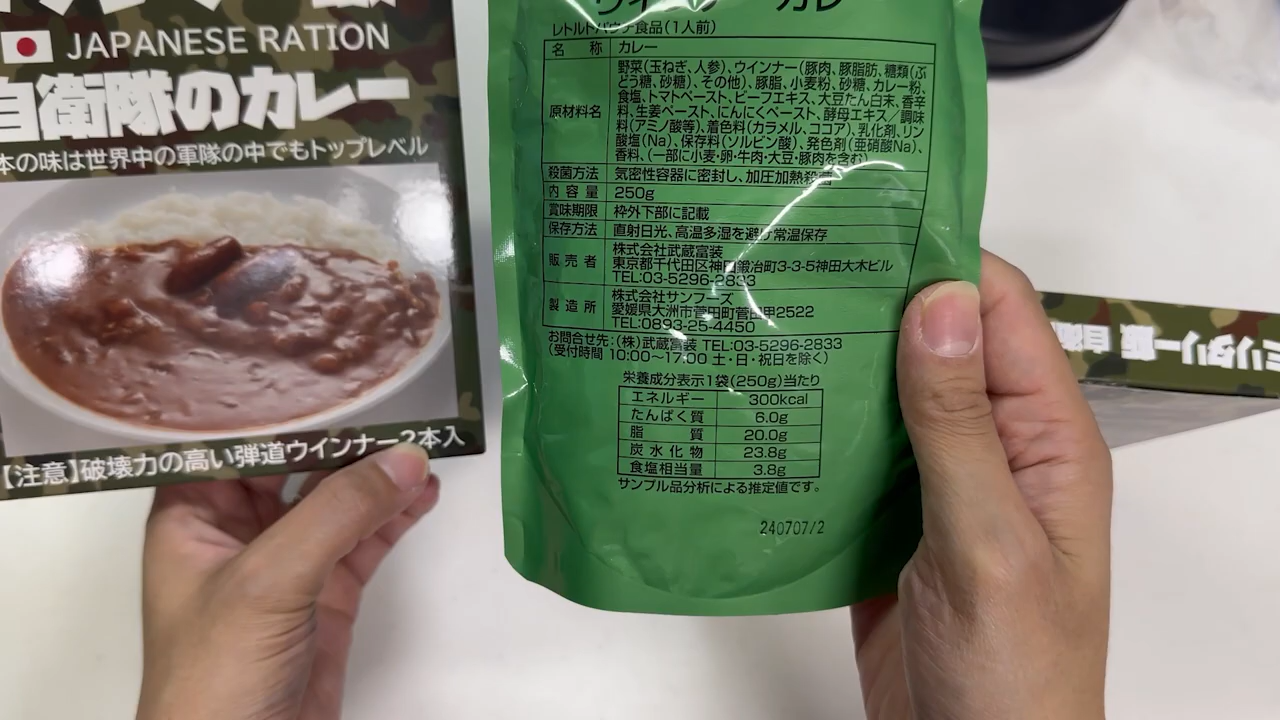 JAPANESE RATION
自衛隊のカレー
本の味は世界中の軍隊の中でもトップレベル
【注意】破壊力の高い弾道ウインナー2本入
レトルトパウチ食品(1人前)
名称 カレー
原材料名 野菜(玉ねぎ、人参)、ウインナー(豚肉、豚脂肪、糖類(ぶ
どう糖、砂糖)、その他)、豚脂、小麦粉、砂糖、カレー粉、
食塩、トマトペースト、ビーフエキス、大豆たん白末、香辛
料、生姜ペースト、にんにくペースト、酵母エキス/調味
料(アミノ酸等)、着色料(カラメル、ココア)、乳化剤、リン
酸塩(Na)、保存料(ソルビン酸)、発色剤(亜硝酸Na)、
香料、(一部に小麦・卵・牛肉・大豆・豚肉を含む)
殺菌方法 気密性容器に密封し、加圧加熱殺菌
内容量 250g
賞味期限 枠外下部に記載
保存方法 直射日光、高温多湿を避け常温保存
販売者 株式会社武蔵富装
東京都千代田区神田鍛冶町3-3-5神田大木ビル
TEL:03-5296-2833
製造所 株式会社サンフーズ
愛媛県大洲市菅田町菅田甲2522
TEL:0893-25-4450
お問合せ先:(株)武蔵富装 TEL:03-5296-2833
(受付時間 10:00〜17:00 土・日・祝日を除く)
栄養成分表示1袋(250g)当たり
エネルギー 300kcal
たんぱく質 6.0g
脂質 20.0g
炭水化物 23.8g
食塩相当量 3.8g
サンプル品分析による推定値です。
240707/2
ミリタリー飯 自衛